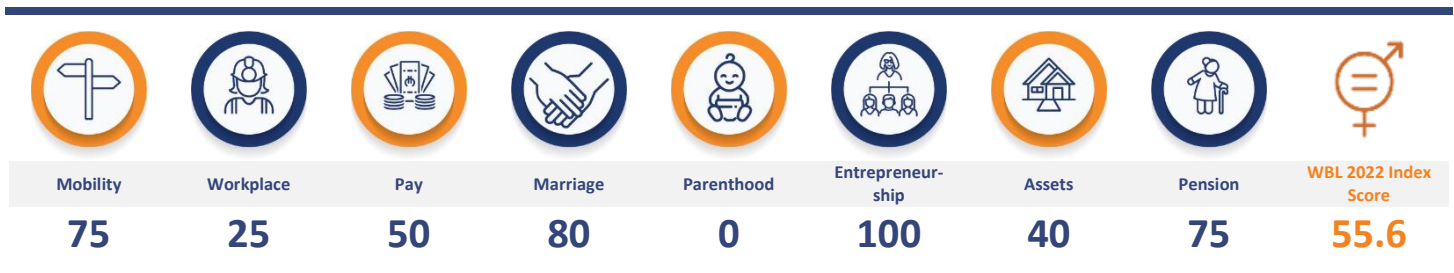 Mobility Workplace Pay Marriage Parenthood Entrepreneur-
ship Assets Pension WBL 2022 Index
Score
75 25 50 80 0 100 40 75 55.6